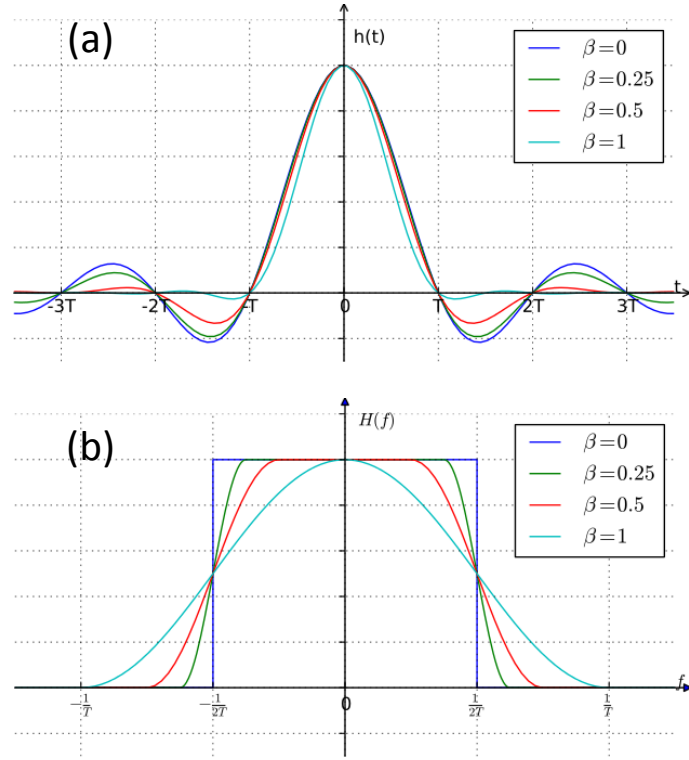 (a)
h(t)
β=0
β=0.25
β=0.5
β=1
t
-3T -2T -T 0 T 2T 3T
(b)
H(f)
β=0
β=0.25
β=0.5
β=1
f
-1/T -1/2T 0 1/2T 1/T